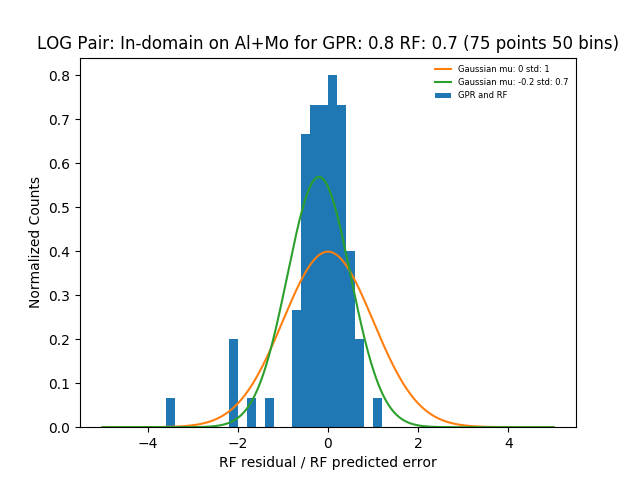 LOG Pair: In-domain on Al+Mo for GPR: 0.8 RF: 0.7 (75 points 50 bins)
Gaussian mu: 0 std: 1
Gaussian mu: -0.2 std: 0.7
GPR and RF
Normalized Counts
0.8
0.7
0.6
0.5
0.4
0.3
0.2
0.1
0.0
−4 −2 0 2 4
RF residual / RF predicted error